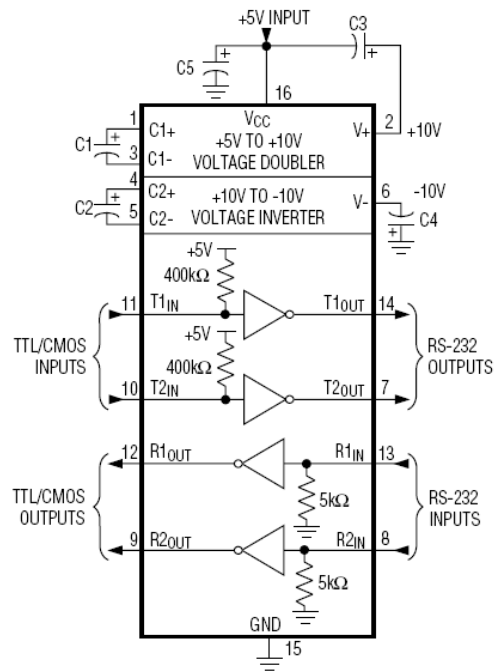 +5V INPUT
C3
C5
+
+
16
1
C1+
VCC
V+
2
+10V
C1
+
+5V TO +10V
3
C1-
VOLTAGE DOUBLER
4
C2+
+10V TO -10V
V-
6
-10V
C2
+
5
C2-
VOLTAGE INVERTER
C4
+
+5V
400kΩ
11
T1IN
T1OUT
14
+5V
TTL/CMOS
INPUTS
RS-232
OUTPUTS
400kΩ
10
T2IN
T2OUT
7
12
R1OUT
R1IN
13
TTL/CMOS
OUTPUTS
5kΩ
RS-232
INPUTS
9
R2OUT
R2IN
8
5kΩ
GND
15